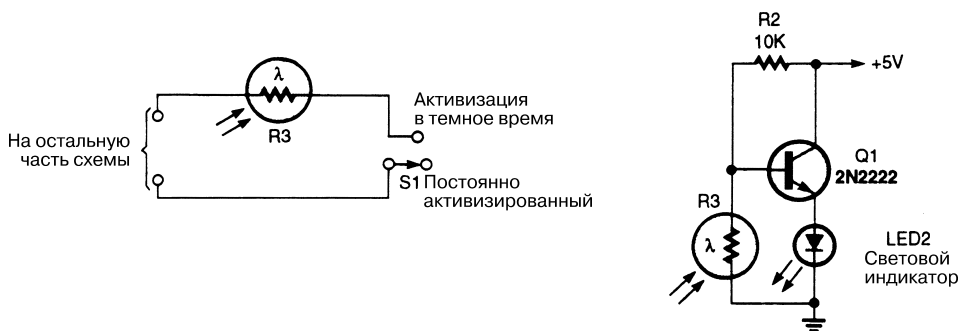 На остальную
часть схемы
λ
R3
Активизация
в темное время
S1 Постоянно
активизированный
R2
10K
+5V
Q1
2N2222
R3
λ
LED2
Световой
индикатор